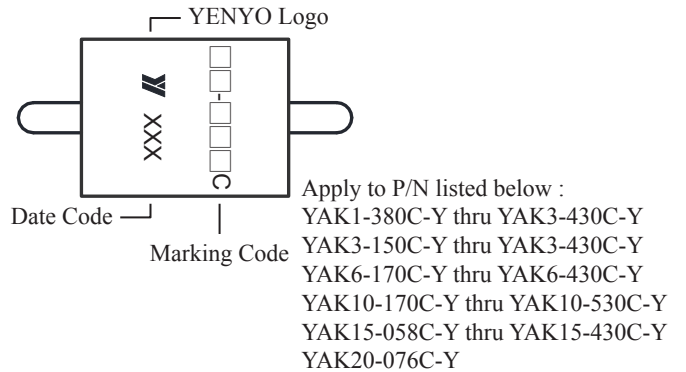 YENYO Logo
XXX
□□-□□□C
Date Code
Marking Code
Apply to P/N listed below :
YAK1-380C-Y thru YAK3-430C-Y
YAK3-150C-Y thru YAK3-430C-Y
YAK6-170C-Y thru YAK6-430C-Y
YAK10-170C-Y thru YAK10-530C-Y
YAK15-058C-Y thru YAK15-430C-Y
YAK20-076C-Y